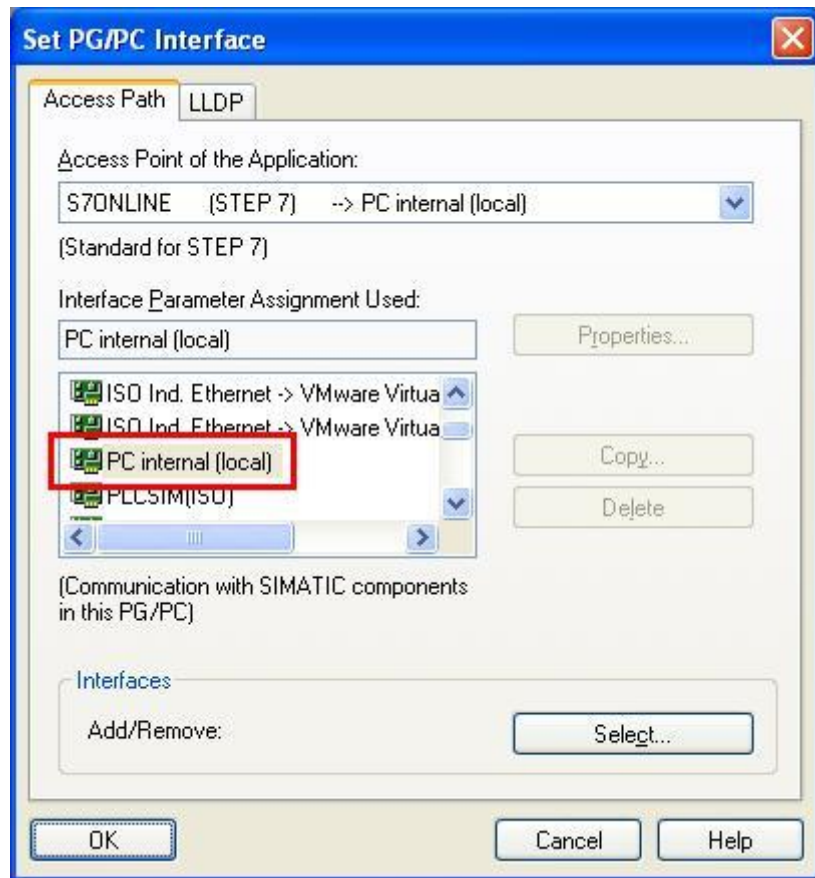 Set PG/PC Interface
Access Path LLDP
Access Point of the Application:
S7ONLINE (STEP 7) --> PC internal (local)
(Standard for STEP 7)
Interface Parameter Assignment Used:
PC internal (local)
Properties...
ISO Ind. Ethernet -> VMware Virtua
ISO Ind. Ethernet -> VMware Virtua
PC internal (local)
Copy...
PLCSIM(ISO)
Delete
(Communication with SIMATIC components
in this PG/PC)
Interfaces
Add/Remove:
Select...
OK Cancel Help